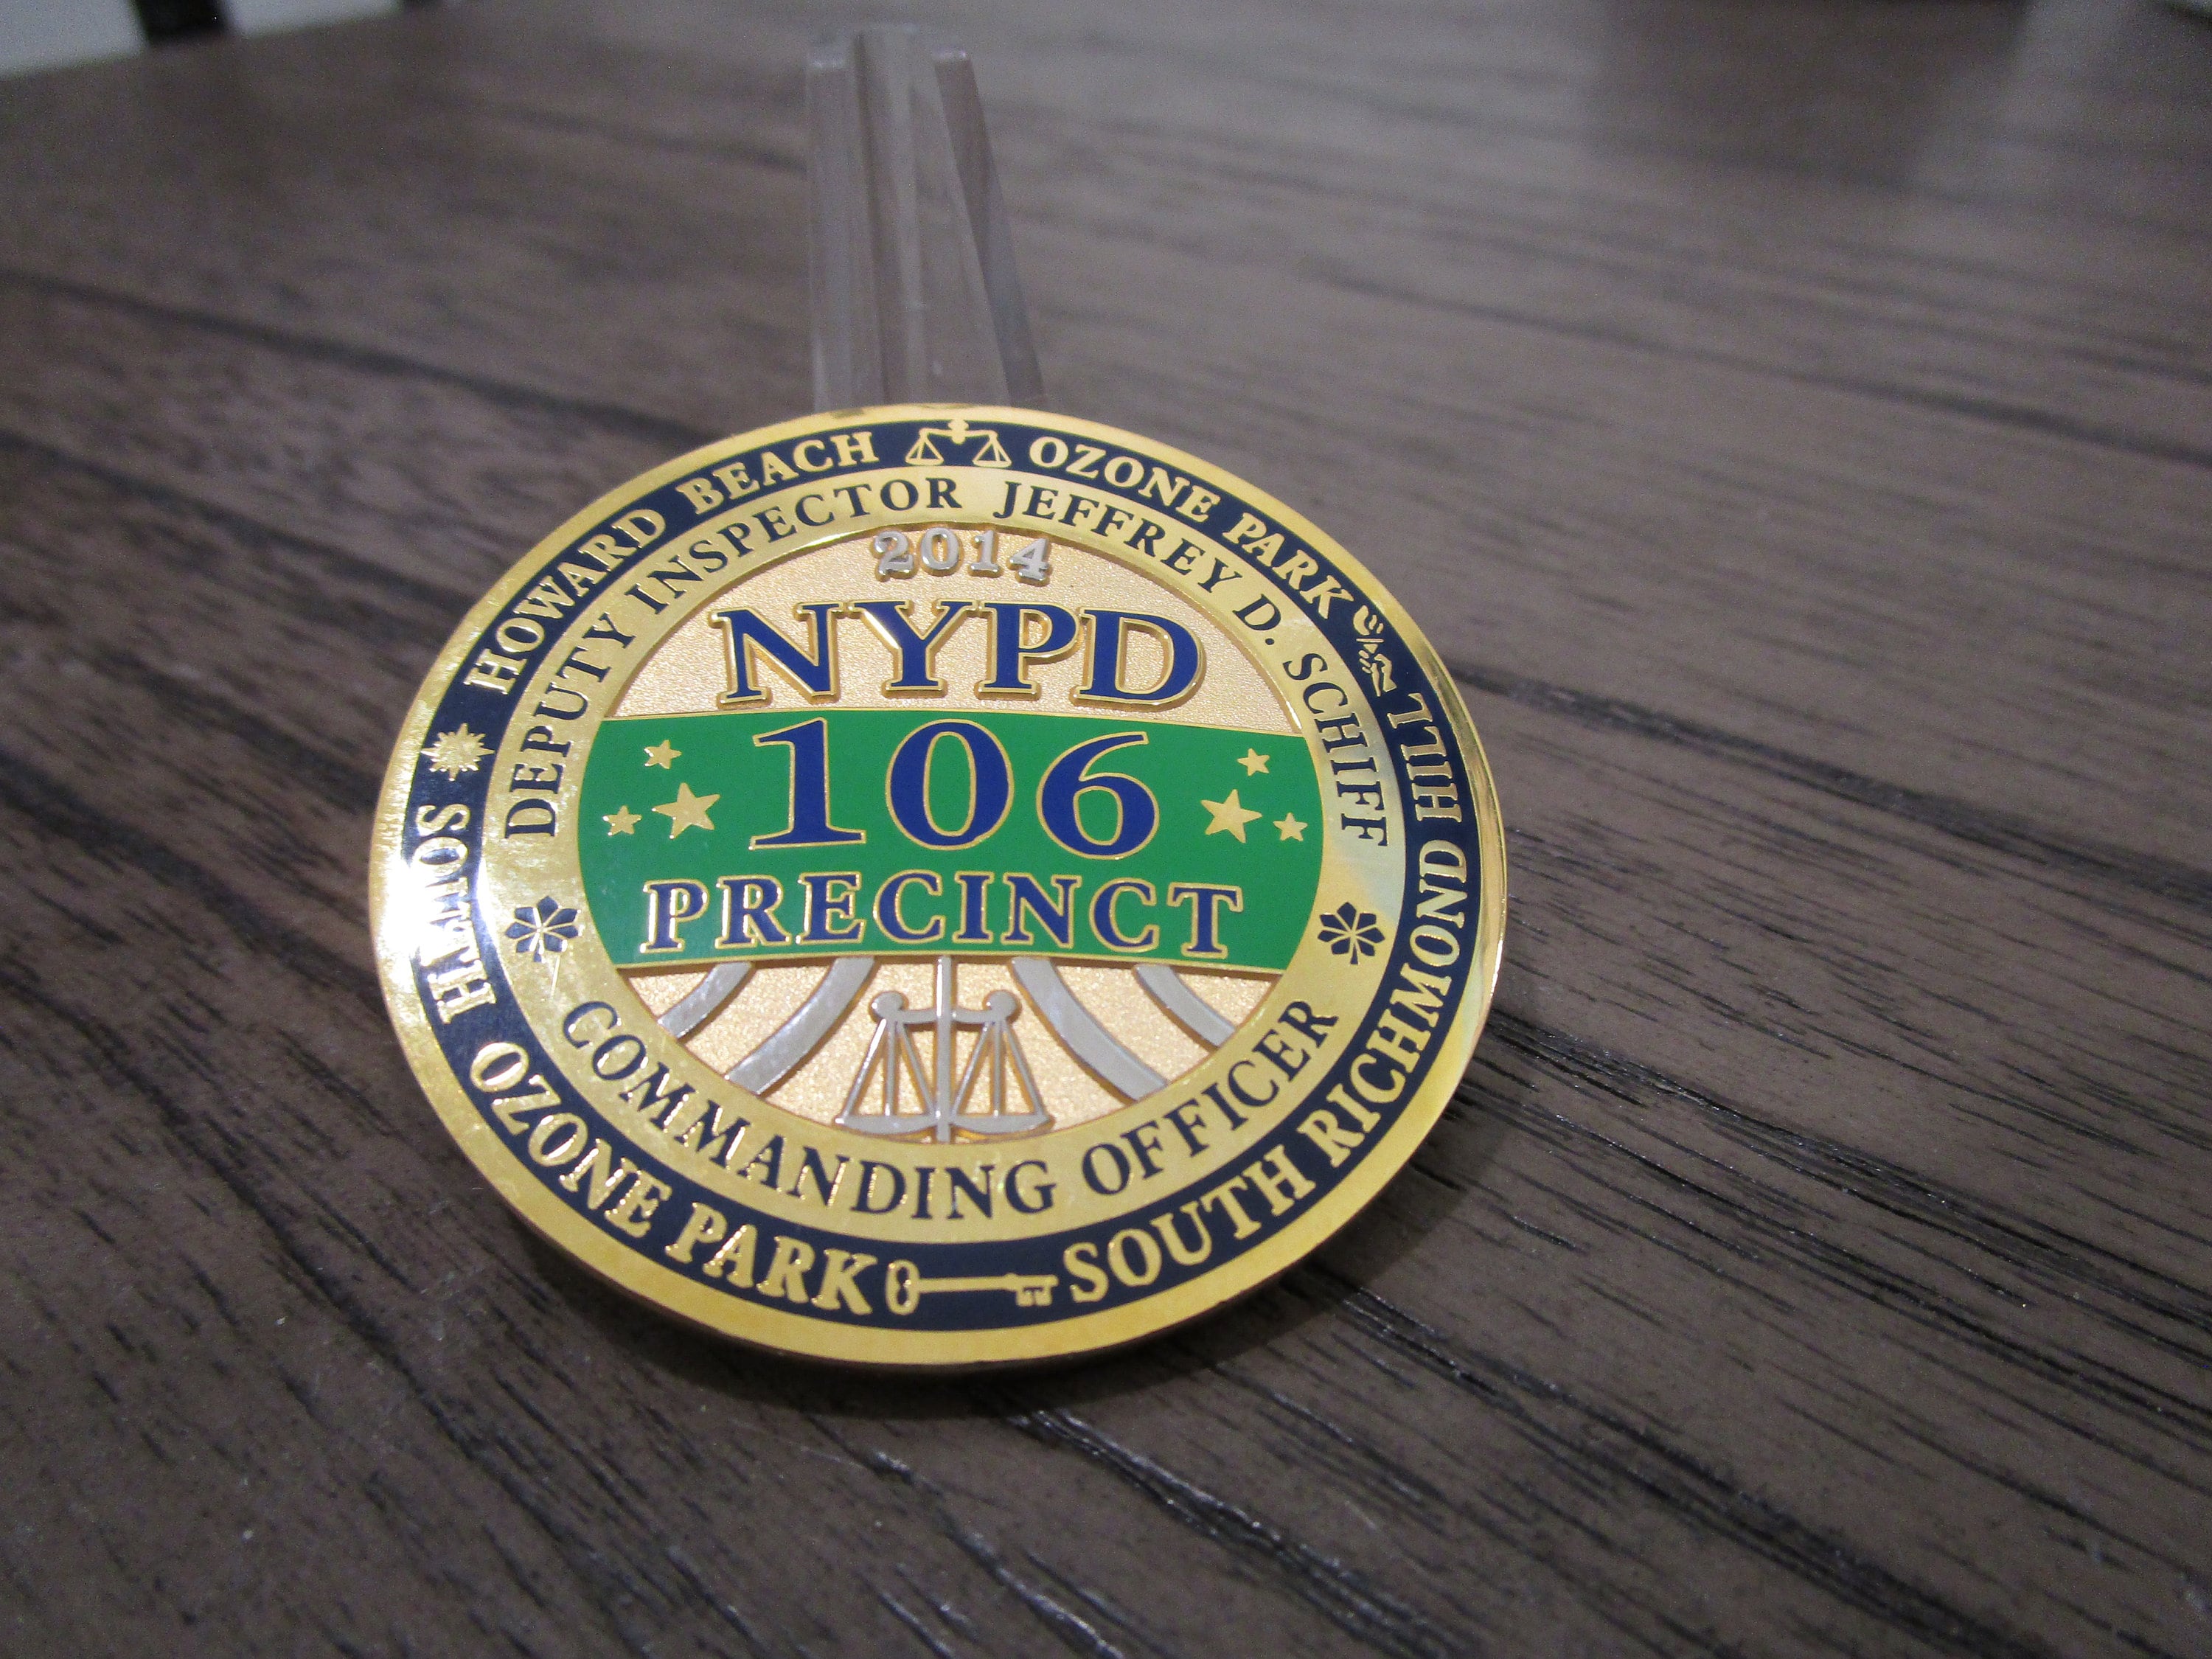 HOWARD BEACH
OZONE PARK
SOUTH RICHMOND HILL
SOUTH OZONE PARK
DEPUTY INSPECTOR JEFFREY D. SCHIFF
COMMANDING OFFICER
2014
NYPD
106
PRECINCT